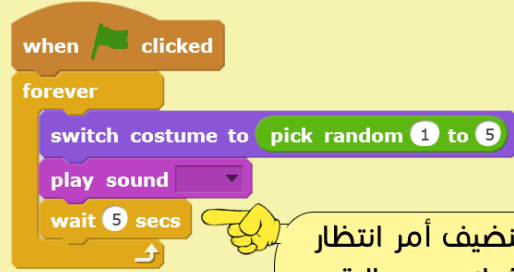 when clicked
forever
switch costume to pick random 1 to 5
play sound
wait 5 secs
نضيف أمر انتظار